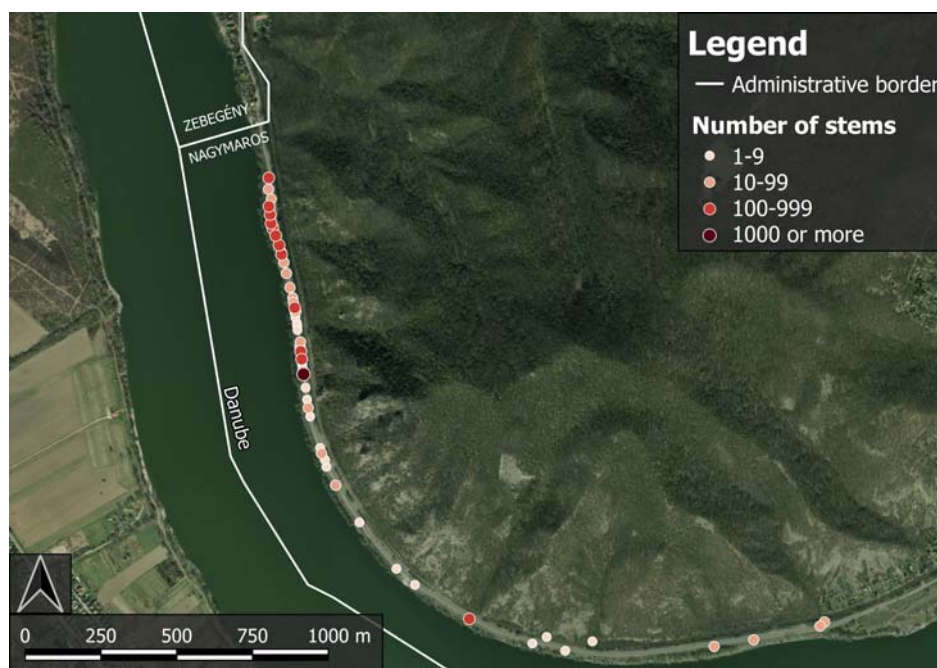 Legend
Administrative border
Number of stems
1-9
10-99
100-999
1000 or more
ZEBEGÉNY
NAGYMAROS
Danube
0 250 500 750 1000 m